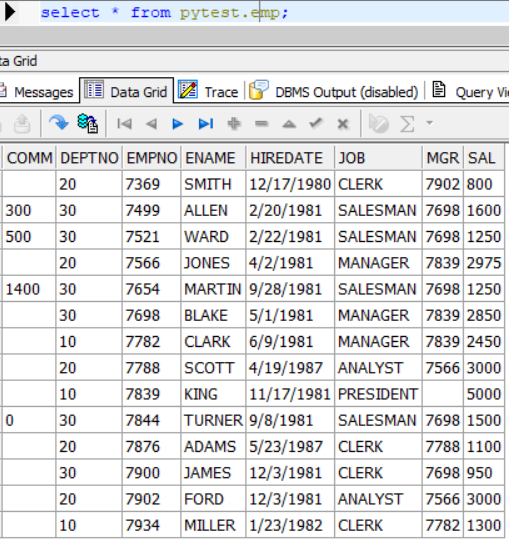 select * from pytest.emp;
ta Grid
Messages Data Grid Trace DBMS Output (disabled) Query Vi
COMM DEPTNO EMPNO ENAME HIREDATE JOB MGR SAL
20 7369 SMITH 12/17/1980 CLERK 7902 800
300 30 7499 ALLEN 2/20/1981 SALESMAN 7698 1600
500 30 7521 WARD 2/22/1981 SALESMAN 7698 1250
20 7566 JONES 4/2/1981 MANAGER 7839 2975
1400 30 7654 MARTIN 9/28/1981 SALESMAN 7698 1250
30 7698 BLAKE 5/1/1981 MANAGER 7839 2850
10 7782 CLARK 6/9/1981 MANAGER 7839 2450
20 7788 SCOTT 4/19/1987 ANALYST 7566 3000
10 7839 KING 11/17/1981 PRESIDENT 5000
0 30 7844 TURNER 9/8/1981 SALESMAN 7698 1500
20 7876 ADAMS 5/23/1987 CLERK 7788 1100
30 7900 JAMES 12/3/1981 CLERK 7698 950
20 7902 FORD 12/3/1981 ANALYST 7566 3000
10 7934 MILLER 1/23/1982 CLERK 7782 1300